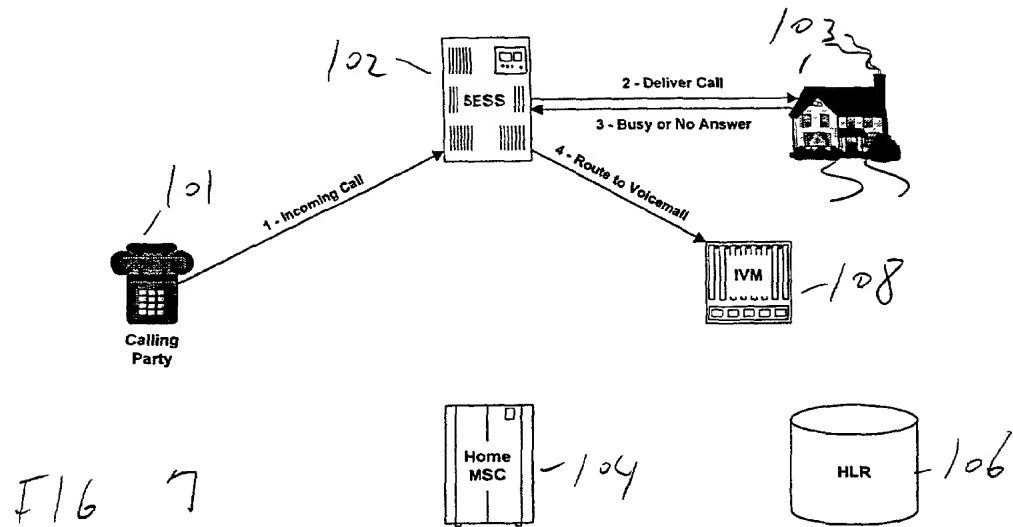 102
5ESS
103
2 - Deliver Call
3 - Busy or No Answer
4 - Route to Voicemail
101
1 - Incoming Call
IVM
108
Calling
Party
Home
MSC
104
HLR
106
FIG 7